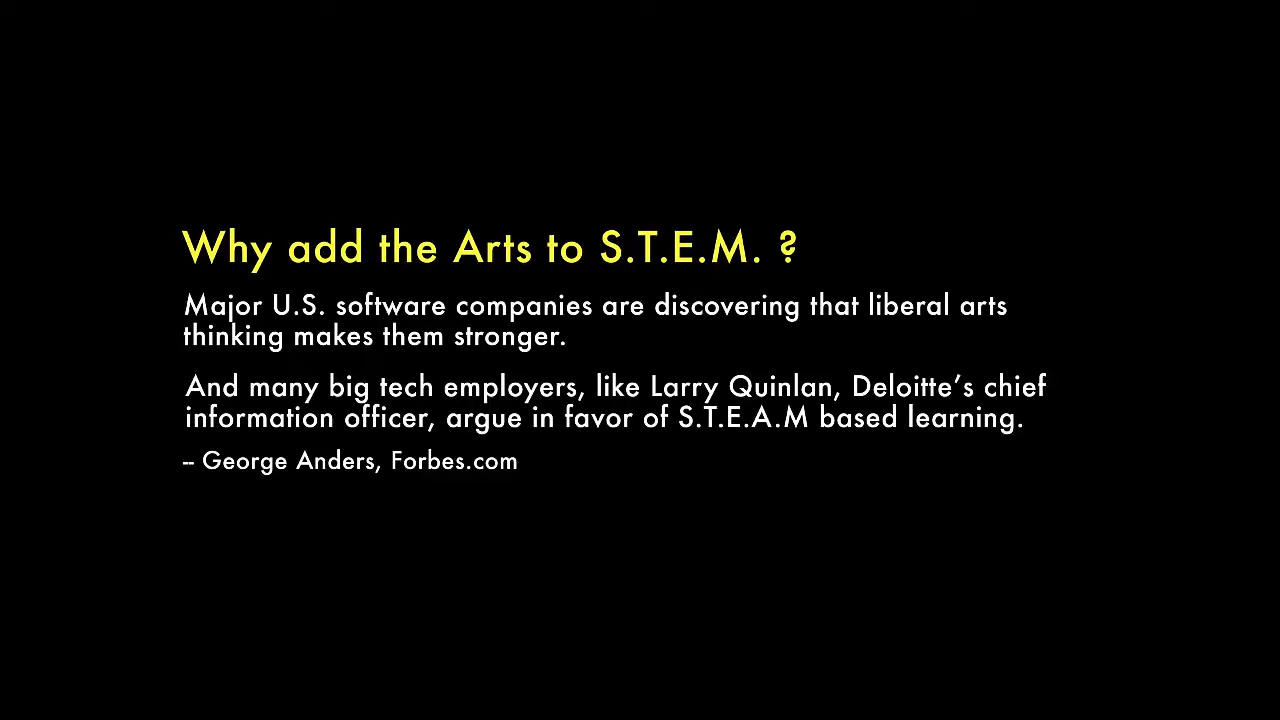 Why add the Arts to S.T.E.M. ?
Major U.S. software companies are discovering that liberal arts
thinking makes them stronger.
And many big tech employers, like Larry Quinlan, Deloitte’s chief
information officer, argue in favor of S.T.E.A.M based learning.
-- George Anders, Forbes.com